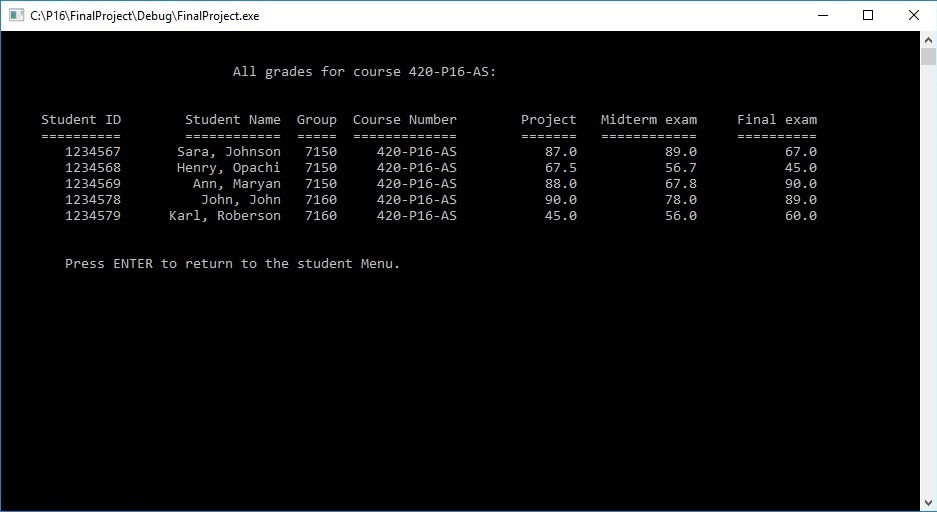 C:\P16\FinalProject\Debug\FinalProject.exe
All grades for course 420-P16-AS:
Student ID Student Name Group Course Number Project Midterm exam Final exam
========== ============ ===== ============= ======= ============ ==========
1234567 Sara, Johnson 7150 420-P16-AS 87.0 89.0 67.0
1234568 Henry, Opachi 7150 420-P16-AS 67.5 56.7 45.0
1234569 Ann, Maryan 7150 420-P16-AS 88.0 67.8 90.0
1234578 John, John 7160 420-P16-AS 90.0 78.0 89.0
1234579 Karl, Roberson 7160 420-P16-AS 45.0 56.0 60.0
Press ENTER to return to the student Menu.